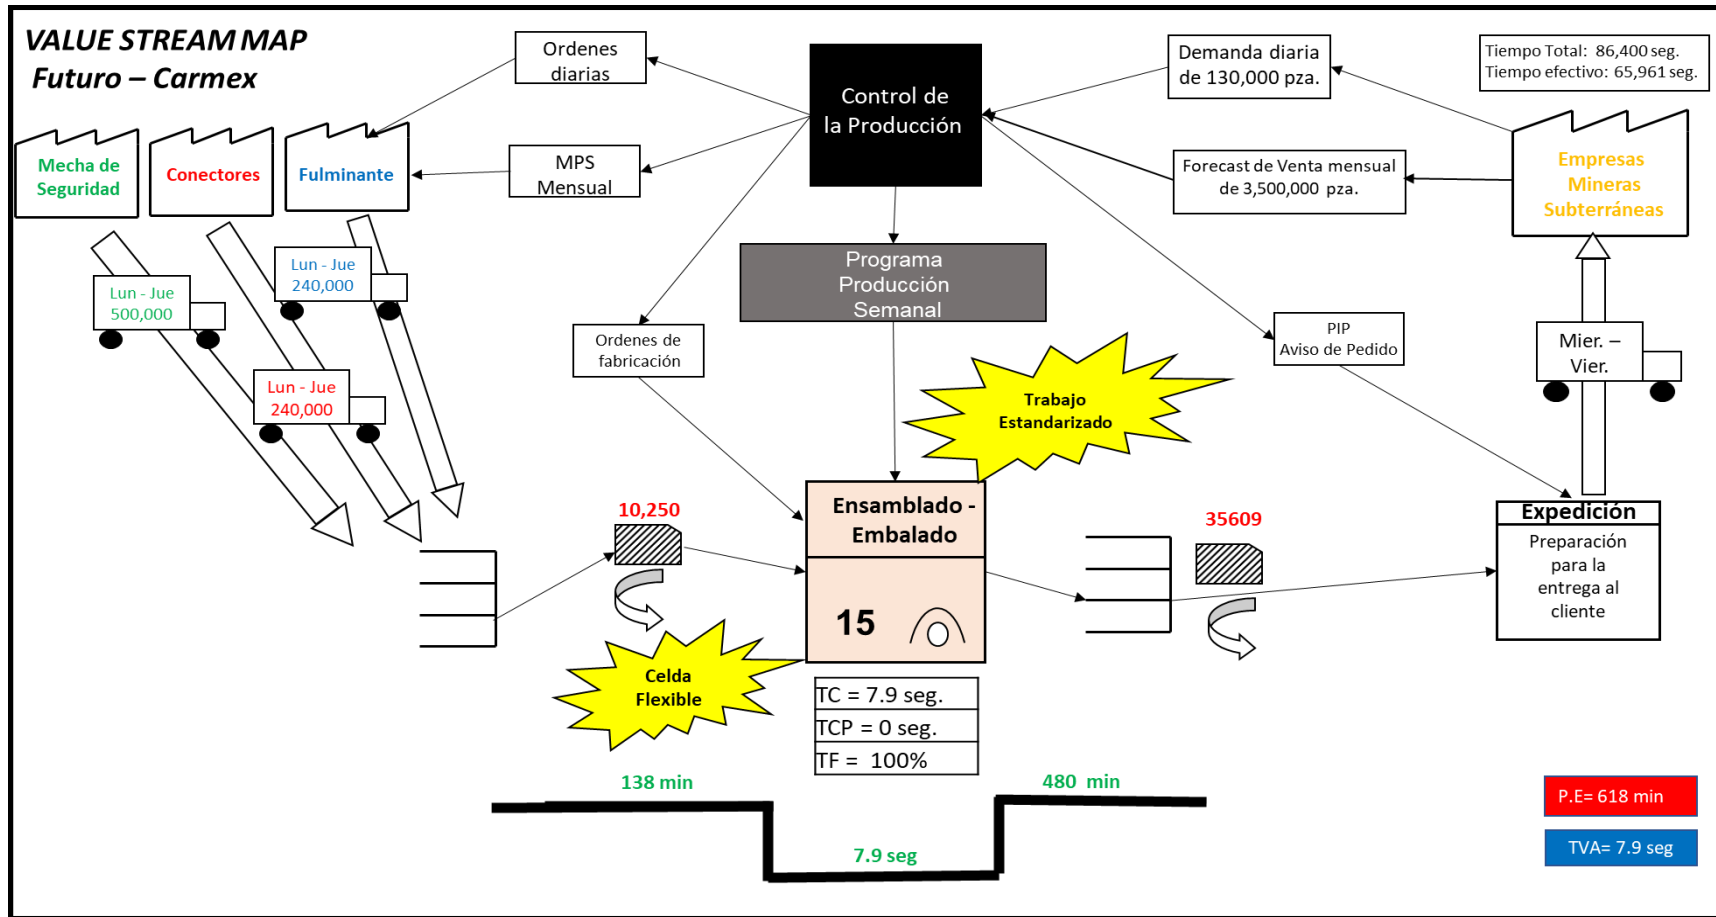 VALUE STREAM MAP
Futuro – Carmex
Ordenes
diarias
Control de
la Producción
Demanda diaria
de 130,000 pza.
Tiempo Total: 86,400 seg.
Tiempo efectivo: 65,961 seg.
Mecha de
Seguridad
Conectores
Fulminante
MPS
Mensual
Forecast de Venta mensual
de 3,500,000 pza.
Empresas
Mineras
Subterráneas
Lun - Jue
500,000
Lun - Jue
240,000
Lun - Jue
240,000
Programa
Producción
Semanal
Ordenes de
fabricación
PIP
Aviso de Pedido
Mier. –
Vier.
Trabajo
Estandarizado
10,250
Ensamblado -
Embalado
15
35609
Expedición
Preparación
para la
entrega al
cliente
Celda
Flexible
TC = 7.9 seg.
TCP = 0 seg.
TF = 100%
138 min
7.9 seg
480 min
P.E= 618 min
TVA= 7.9 seg